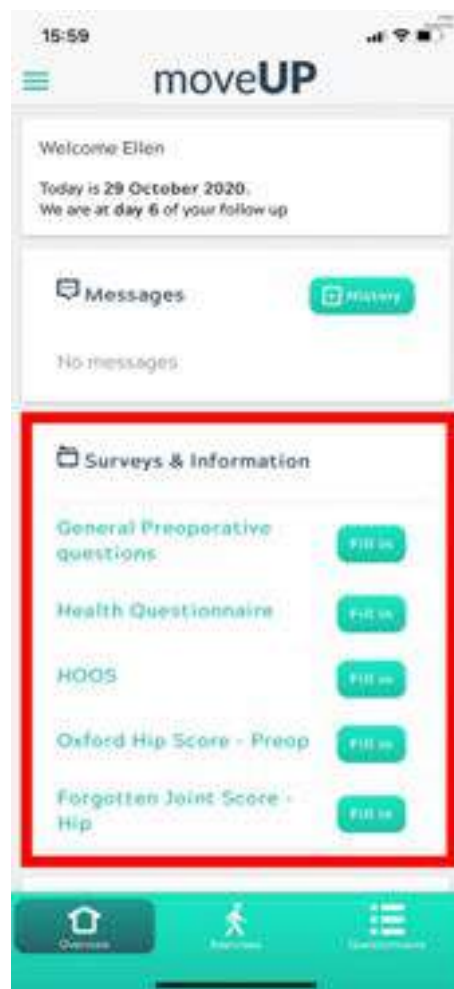 15:59
moveUP
Welcome Ellen
Today is 29 October 2020.
We are at day 6 of your follow up
Messages
History
No messages
Surveys & Information
General Preoperative
questions
Fill in
Health Questionnaire
Fill in
HOOS
Fill in
Oxford Hip Score - Preop
Fill in
Forgotten Joint Score -
Hip
Fill in
Overview
Exercises
Questionnaires